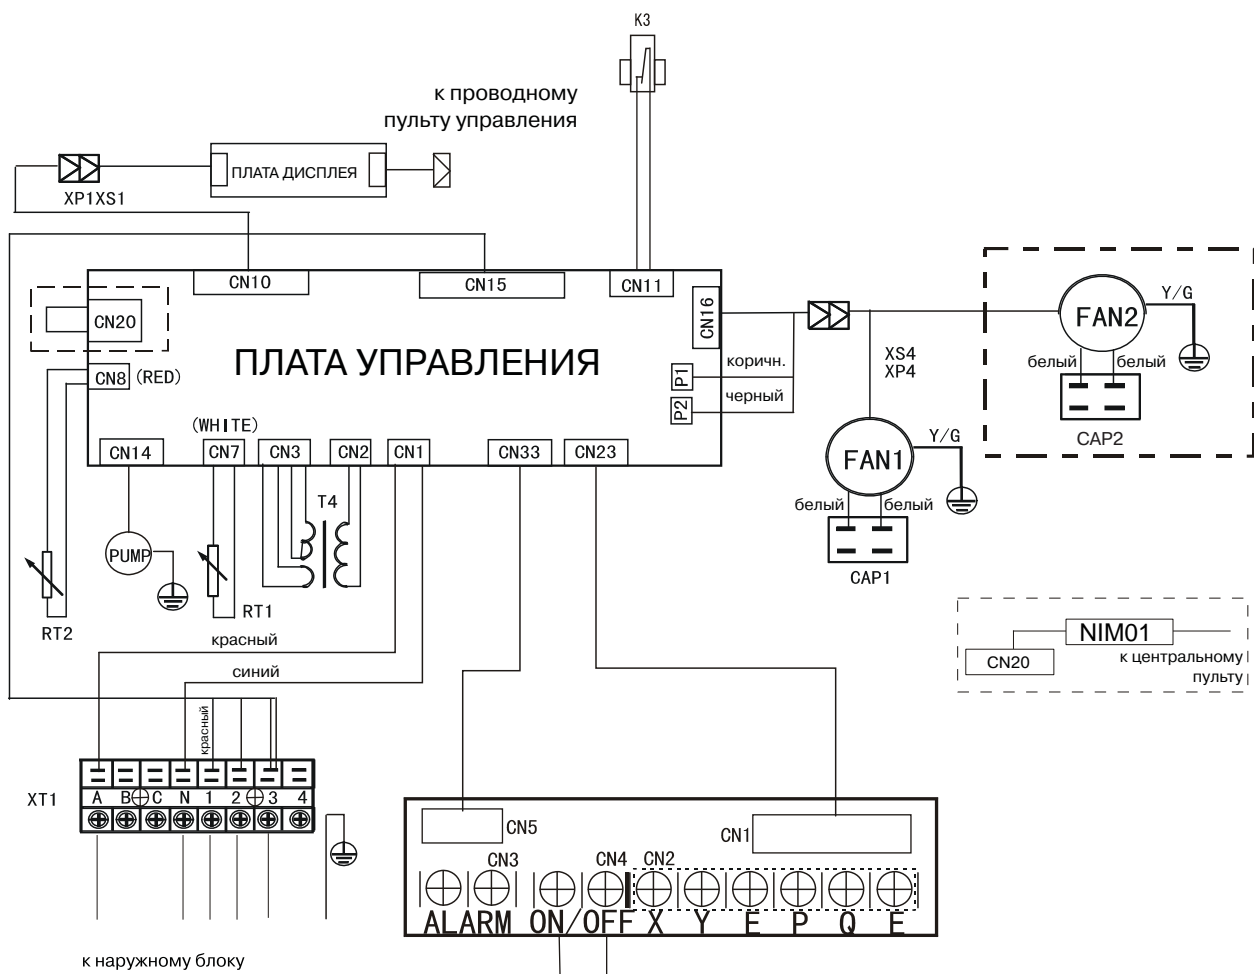 K3
к проводному
пульту управления
ПЛАТА ДИСПЛЕЯ
XP1XS1
CN10
CN15
CN11
CN20
CN16
FAN2
Y/G
ПЛАТА УПРАВЛЕНИЯ
коричн.
P1
XS4
XP4
белый
белый
CN8
(RED)
черный
P2
CAP2
(WHITE)
CN14
CN7
CN3
CN2
CN1
CN33
CN23
FAN1
Y/G
T4
белый
белый
PUMP
CAP1
RT1
RT2
красный
NIM01
CN20
к центральному
пульту
синий
красный
XT1
A B C N 1 2 3 4
CN5
CN1
CN3
CN4
CN2
ALARM ON/OFF X Y E P Q E
к наружному блоку